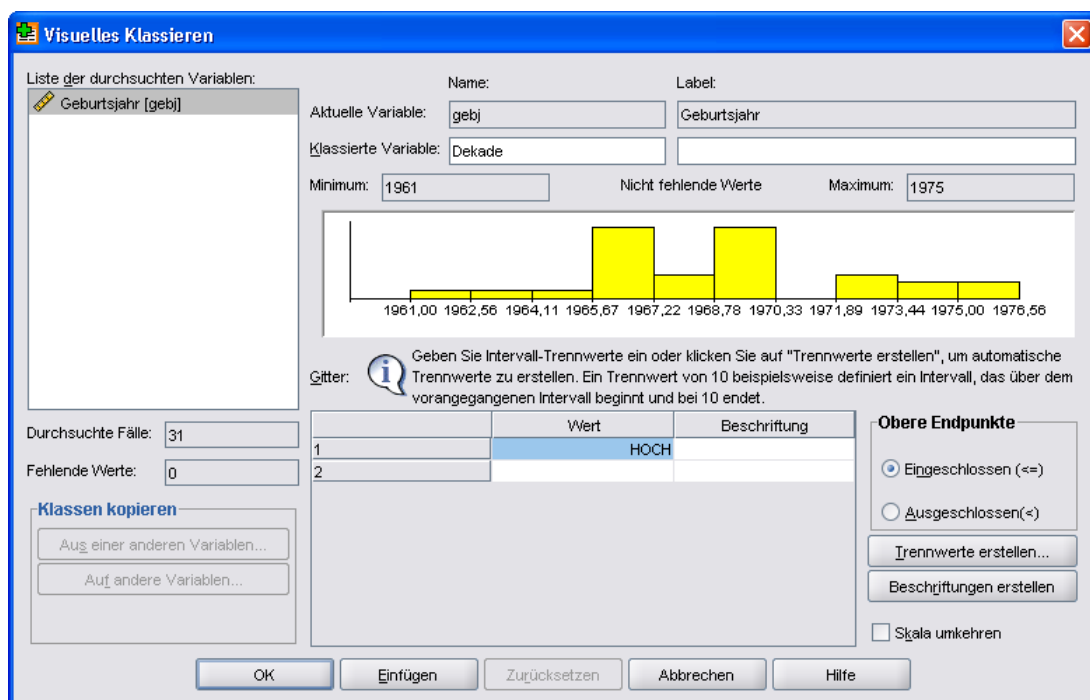 Visuelles Klassieren
Liste der durchsuchten Variablen:
Geburtsjahr [gebj]
Name:
Label:
Aktuelle Variable:
gebj
Geburtsjahr
Klassierte Variable:
Dekade
Minimum:
1961
Nicht fehlende Werte
Maximum:
1975
1961,00 1962,56 1964,11 1965,67 1967,22 1968,78 1970,33 1971,89 1973,44 1975,00 1976,56
Gitter:
Geben Sie Intervall-Trennwerte ein oder klicken Sie auf "Trennwerte erstellen", um automatische
Trennwerte zu erstellen. Ein Trennwert von 10 beispielsweise definiert ein Intervall, das über dem
vorangegangenen Intervall beginnt und bei 10 endet.
Wert
Beschriftung
1
HOCH
2
Durchsuchte Fälle:
31
Fehlende Werte:
0
Klassen kopieren
Aus einer anderen Variablen...
Auf andere Variablen...
Obere Endpunkte
Eingeschlossen (<=)
Ausgeschlossen(<)
Trennwerte erstellen...
Beschriftungen erstellen
Skala umkehren
OK
Einfügen
Zurücksetzen
Abbrechen
Hilfe